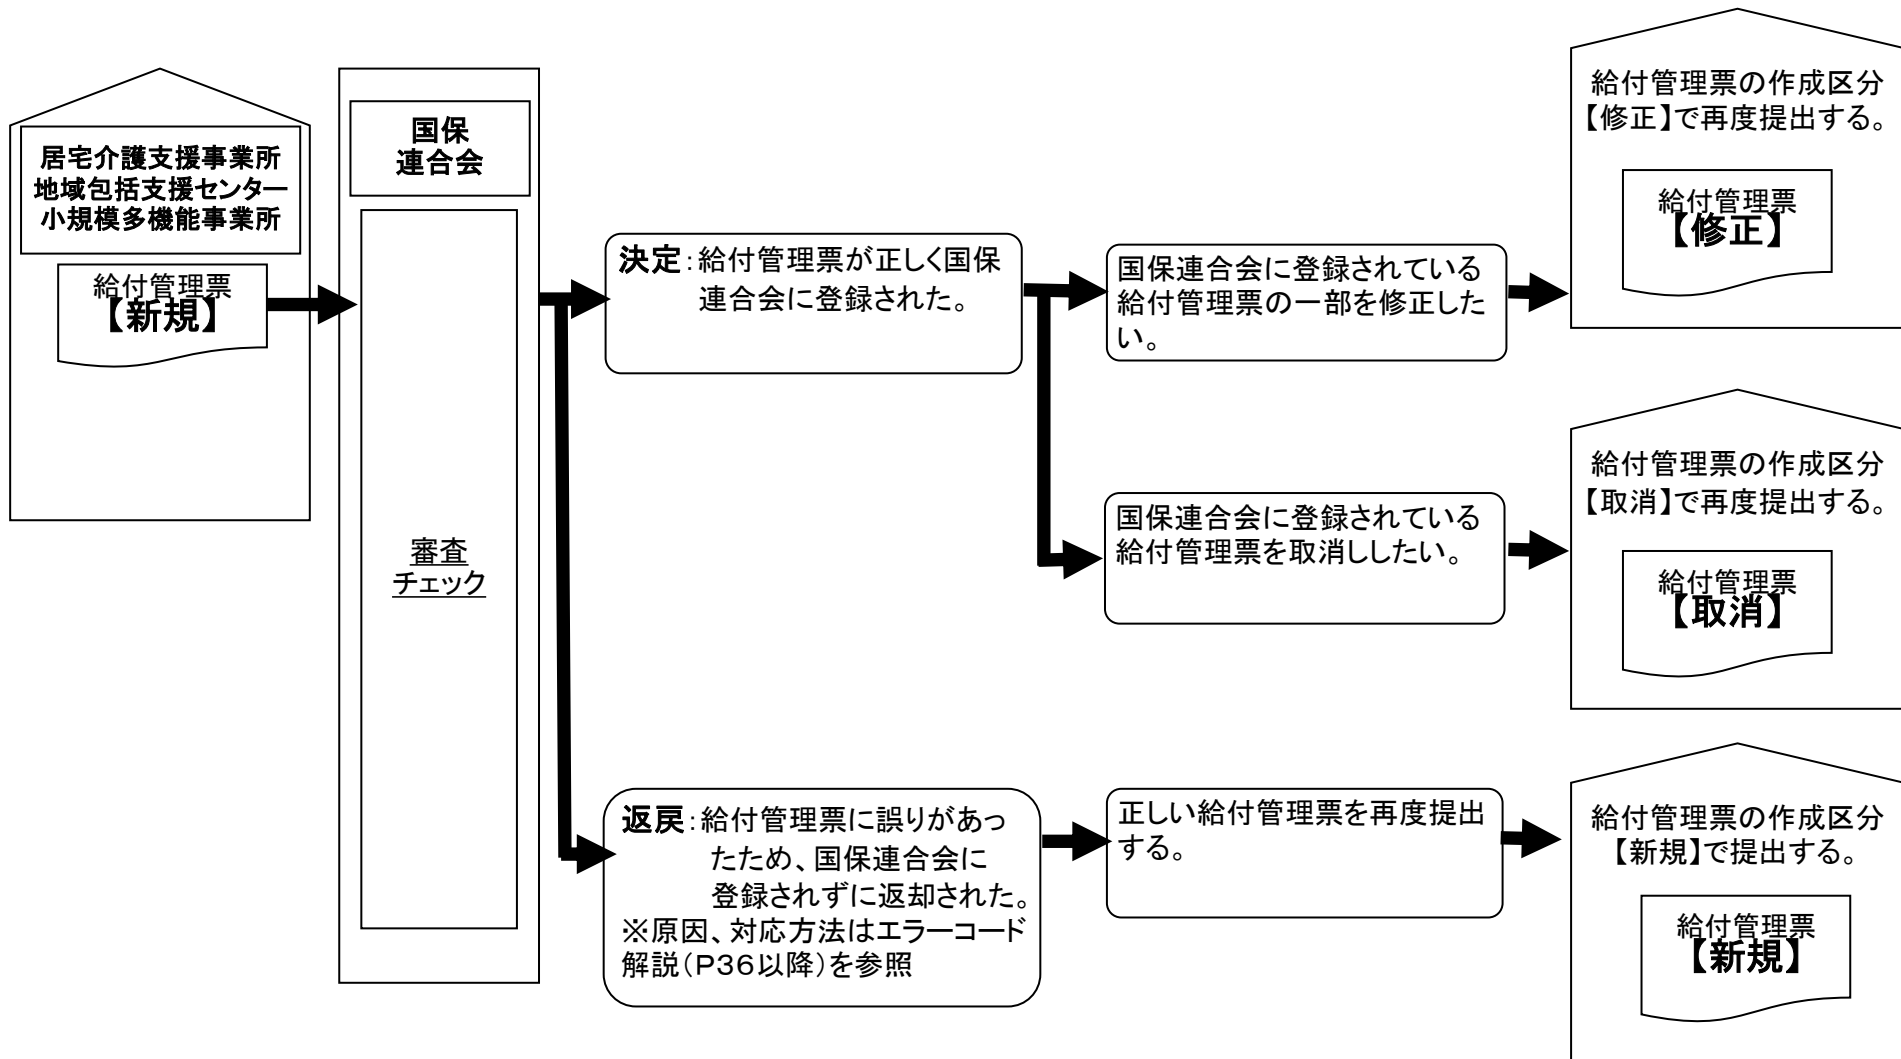 居宅介護支援事業所
地域包括支援センター
小規模多機能事業所
給付管理票
【新規】
国保
連合会
審査
チェック
決定：給付管理票が正しく国保
連合会に登録された。
国保連合会に登録されている
給付管理票の一部を修正した
い。
給付管理票の作成区分
【修正】で再度提出する。
給付管理票
【修正】
国保連合会に登録されている
給付管理票を取消ししたい。
給付管理票の作成区分
【取消】で再度提出する。
給付管理票
【取消】
返戻：給付管理票に誤りがあっ
たため、国保連合会に
登録されずに返却された。
※原因、対応方法はエラーコード
解説（P36以降）を参照
正しい給付管理票を再度提出
する。
給付管理票の作成区分
【新規】で提出する。
給付管理票
【新規】